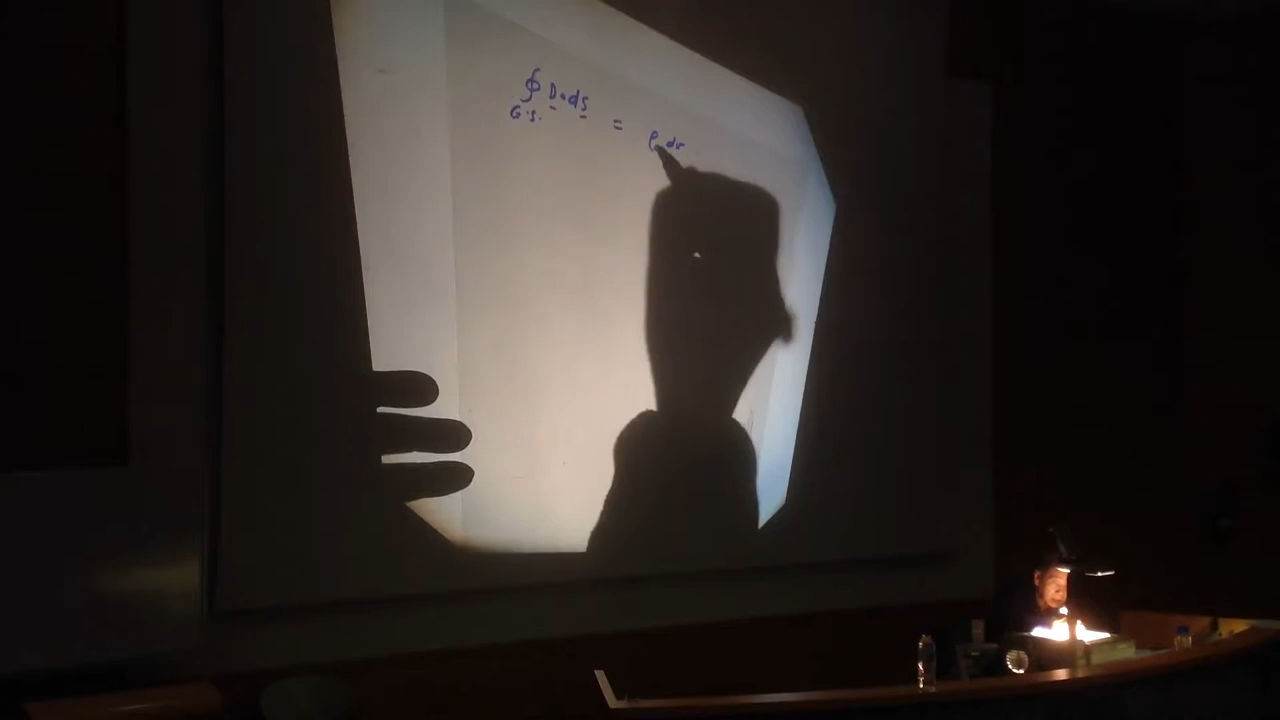 ∮ D · dS = ρ dv
G.S.